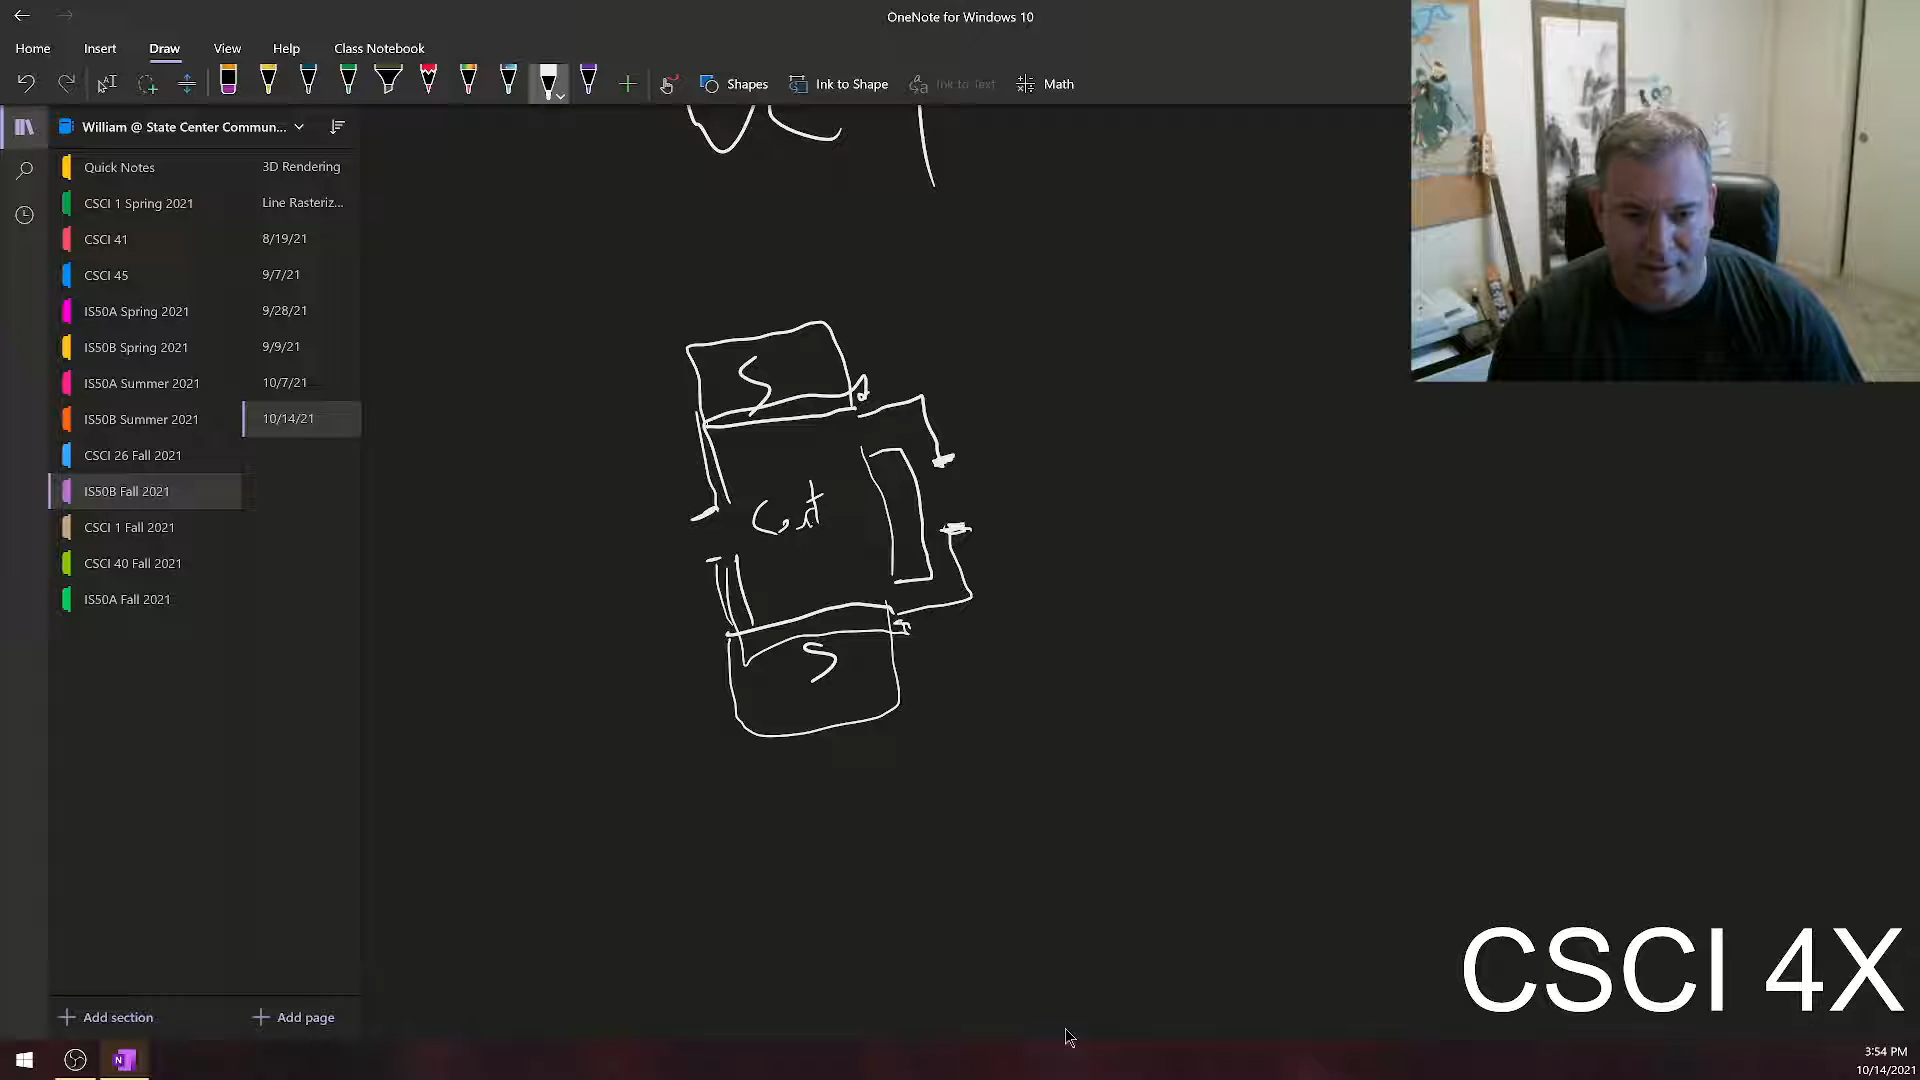 OneNote for Windows 10
Home Insert Draw View Help Class Notebook
Shapes Ink to Shape Ink to Text Math
William @ State Center Commun...
Quick Notes
CSCI 1 Spring 2021
CSCI 41
CSCI 45
IS50A Spring 2021
IS50B Spring 2021
IS50A Summer 2021
IS50B Summer 2021
CSCI 26 Fall 2021
IS50B Fall 2021
CSCI 1 Fall 2021
CSCI 40 Fall 2021
IS50A Fall 2021
3D Rendering
Line Rasteriz...
8/19/21
9/7/21
9/28/21
9/9/21
10/7/21
10/14/21
S
S
Add section
Add page
CSCI 4X
N
3:54 PM
10/14/2021